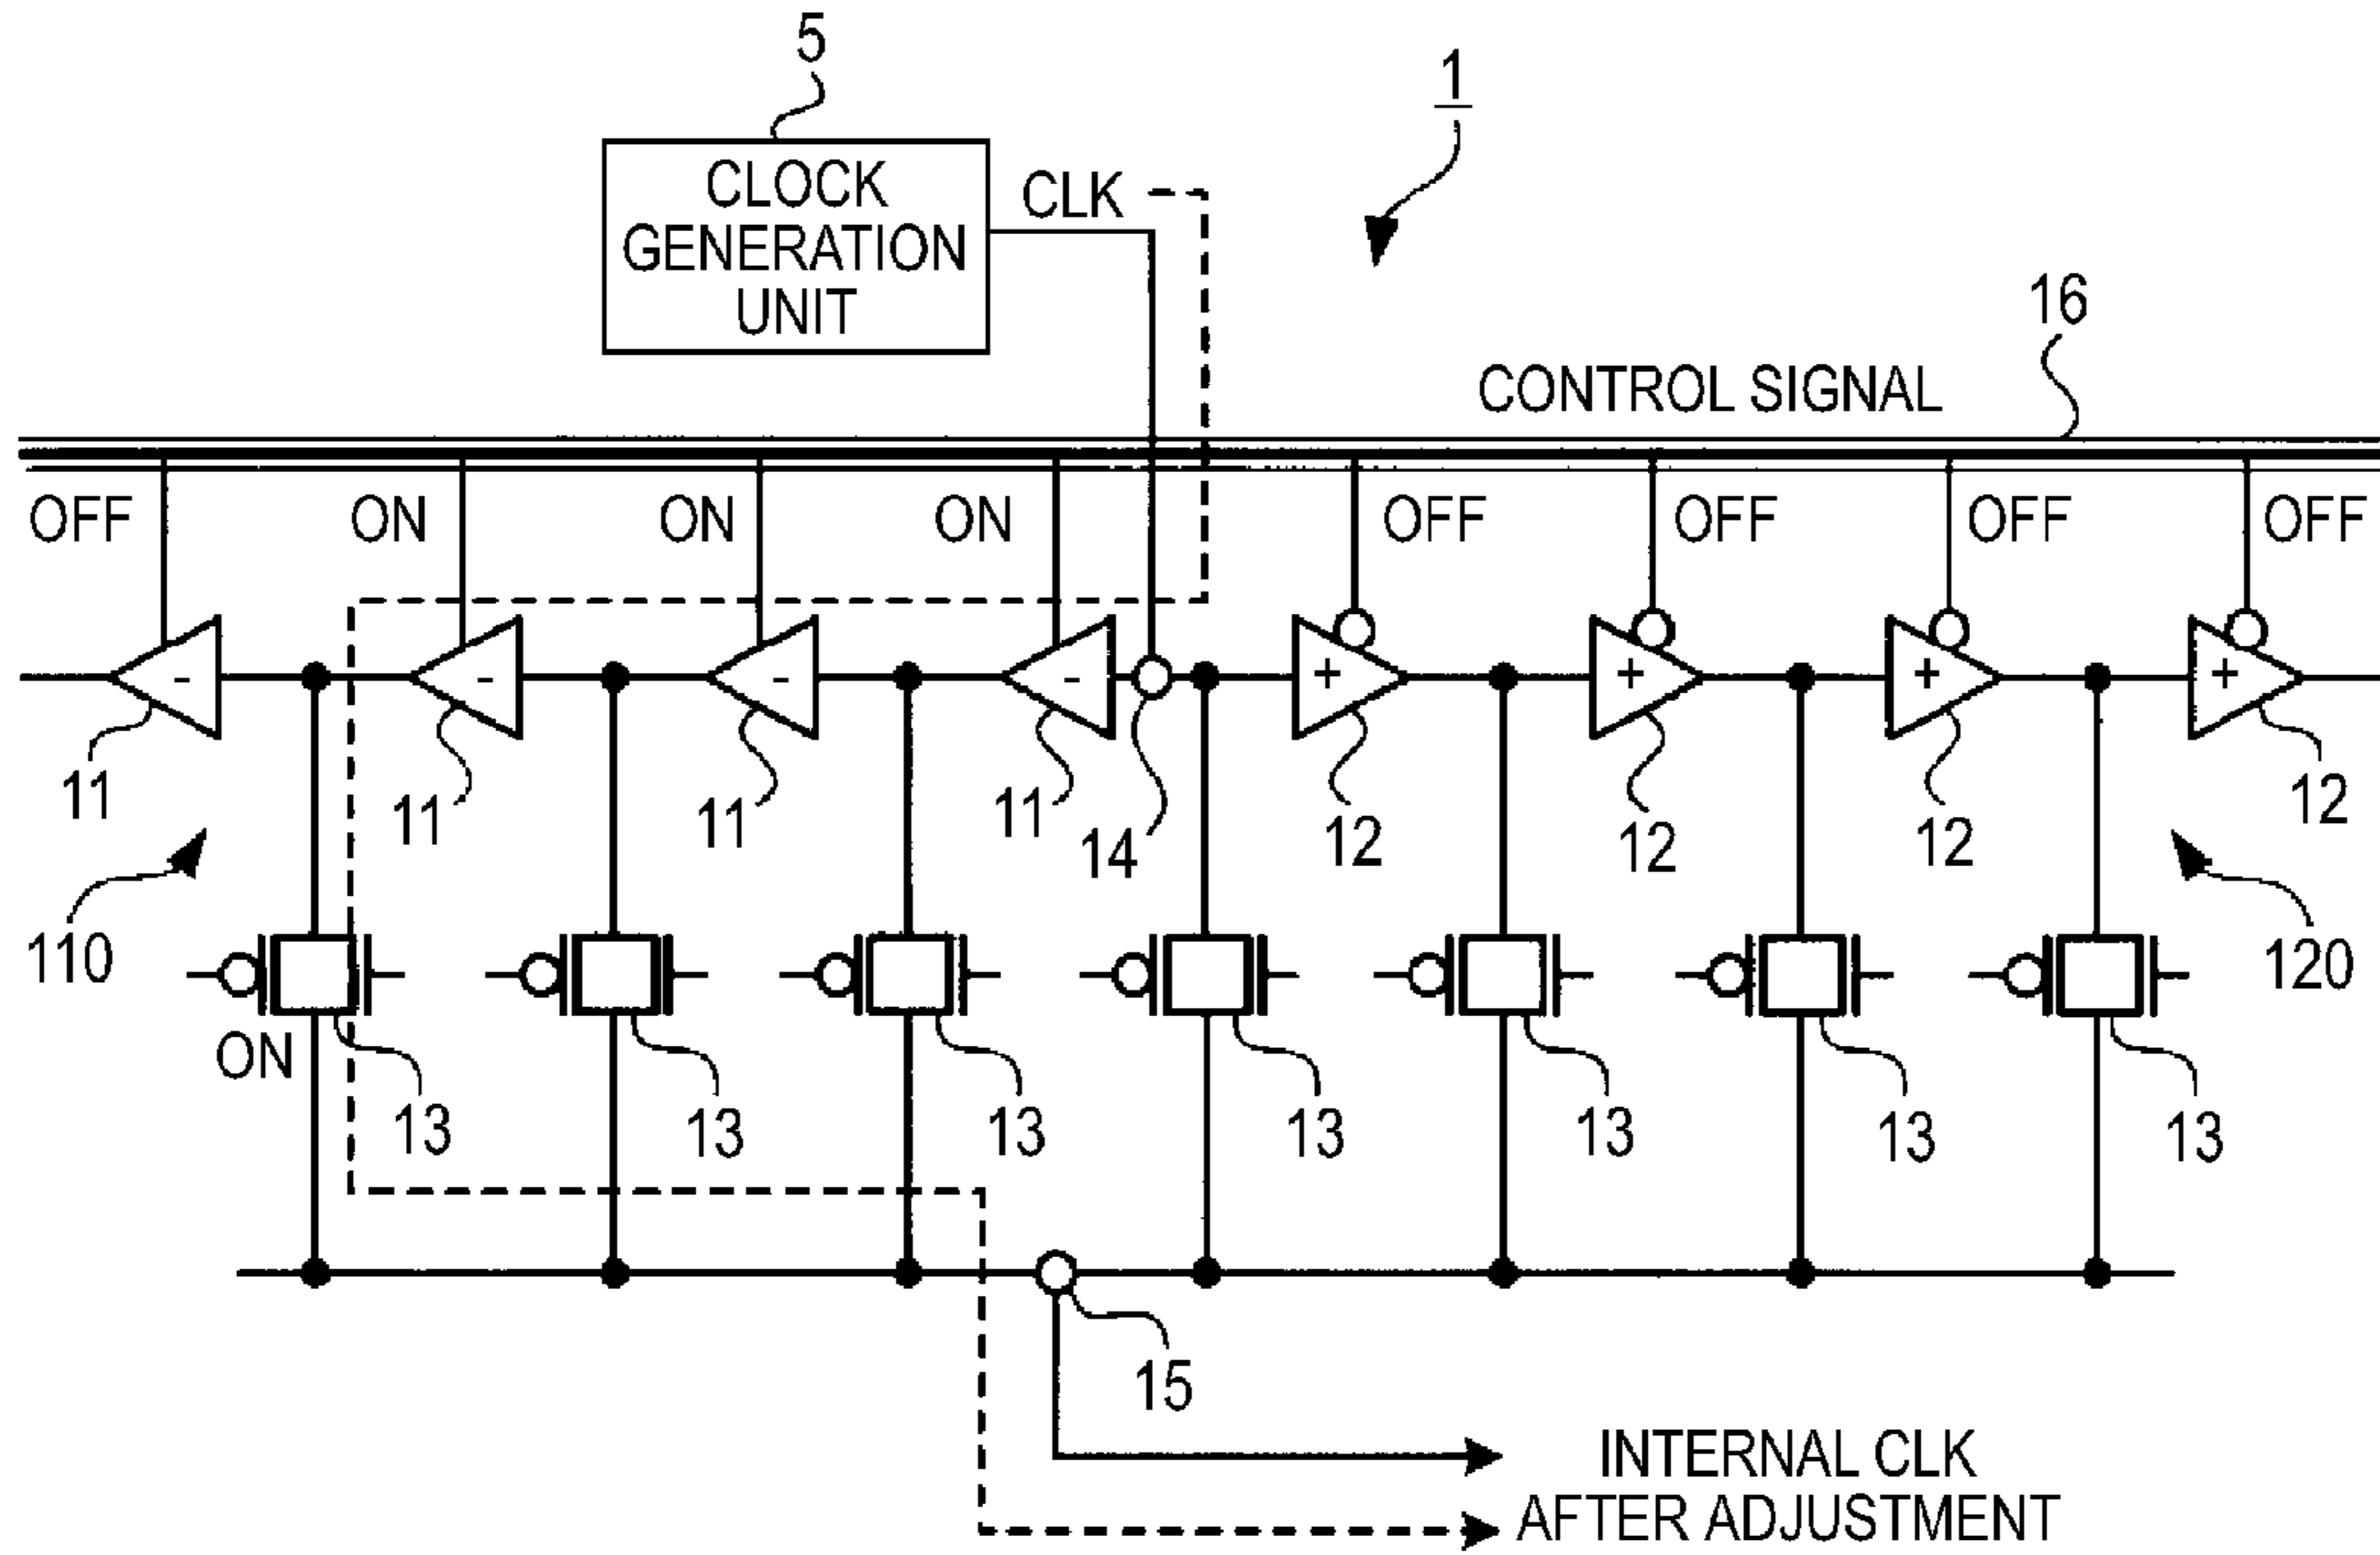 5
1
CLOCK
GENERATION
UNIT
CLK
16
CONTROL SIGNAL
OFF ON ON ON OFF OFF OFF OFF
- - - - + + + +
11 11 11 11 14 12 12 12 12
110 120
ON
13 13 13 13 13 13 13
15
INTERNAL CLK
AFTER ADJUSTMENT